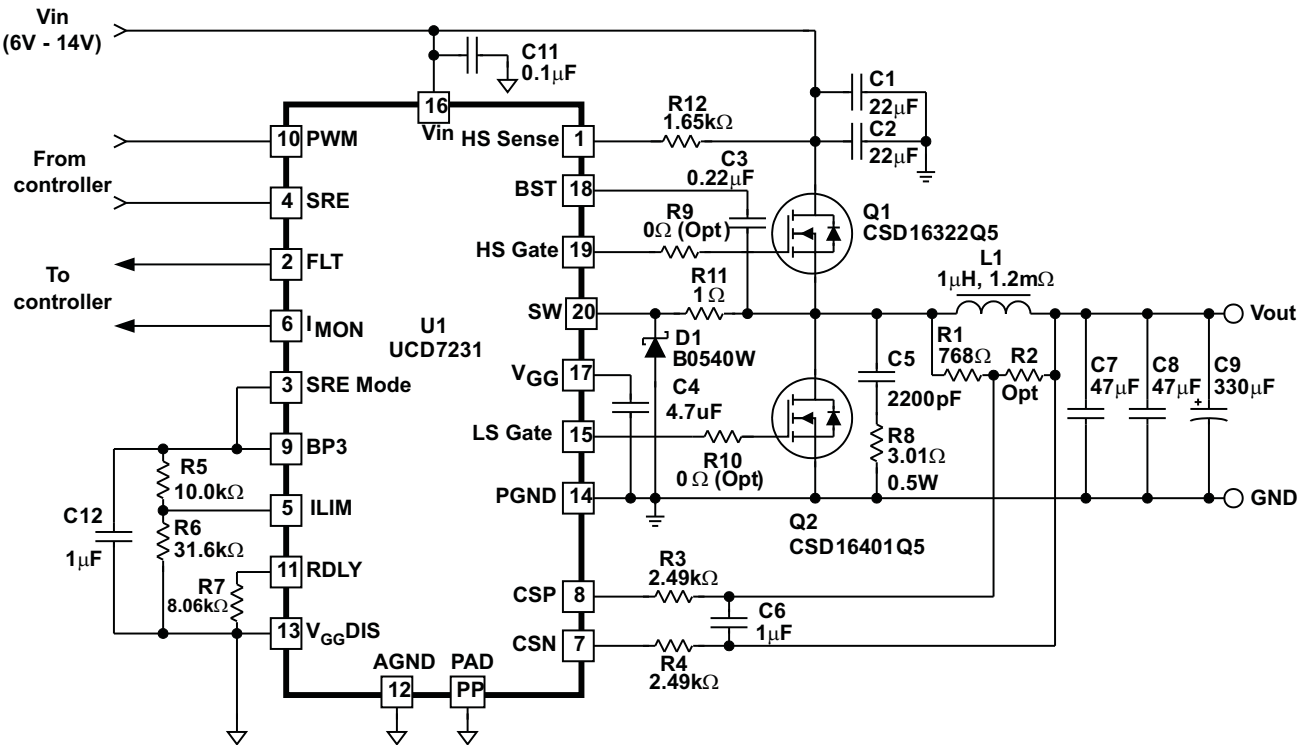 Vin
(6V - 14V)
C11
0.1μF
16
Vin
C1
22μF
C2
22μF
R12
1.65kΩ
10 PWM
HS Sense 1
From
controller
4 SRE
BST 18
C3
0.22μF
R9
0Ω (Opt)
Q1
CSD16322Q5
HS Gate 19
2 FLT
To
controller
6 IMON
R11
1Ω
L1
1μH, 1.2mΩ
SW 20
Vout
U1
UCD7231
D1
B0540W
R1
768Ω
R2
Opt
C5
2200pF
C7
47μF
C8
47μF
C9
+
330μF
3 SRE Mode
VGG 17
C4
4.7uF
9 BP3
LS Gate 15
R8
3.01Ω
0.5W
R5
10.0kΩ
R10
0 Ω (Opt)
5 ILIM
PGND 14
GND
C12
1μF
R6
31.6kΩ
Q2
CSD16401Q5
11 RDLY
R7
8.06kΩ
R3
2.49kΩ
CSP 8
C6
1μF
13 VGGDIS
CSN 7
R4
2.49kΩ
AGND
12
PAD
PP